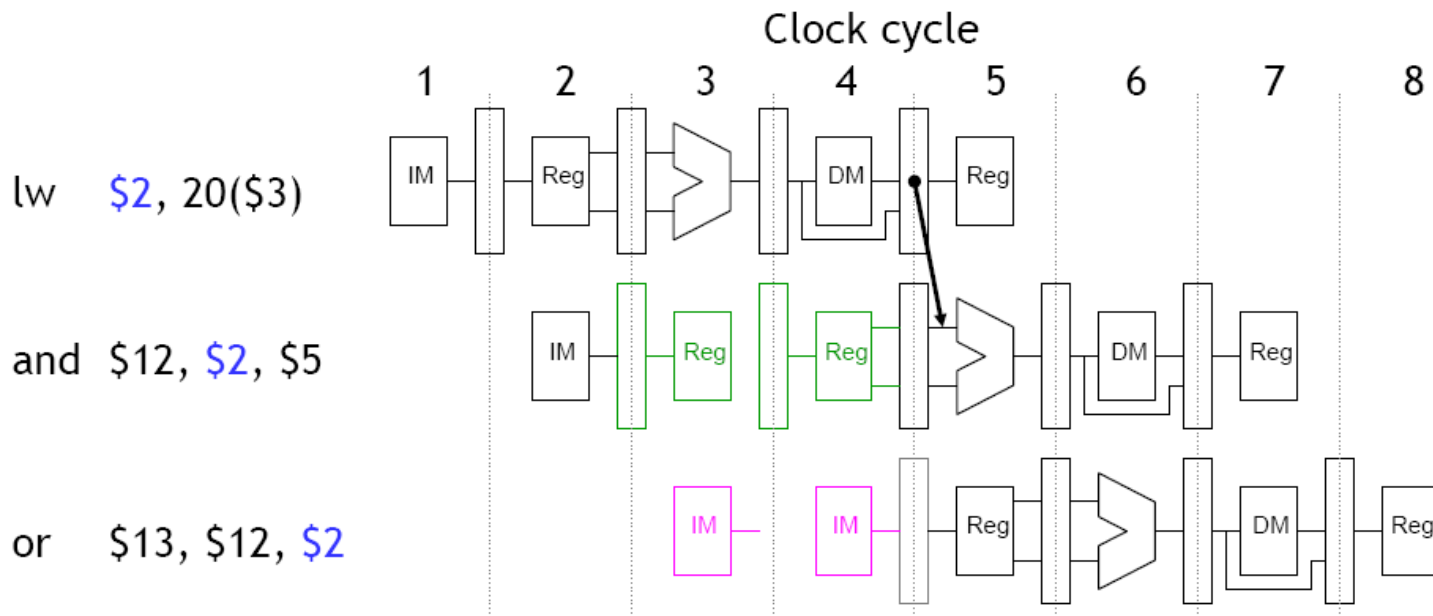 Clock cycle
1 2 3 4 5 6 7 8
lw $2, 20($3) IM Reg DM Reg
and $12, $2, $5 IM Reg Reg DM Reg
or $13, $12, $2 IM IM Reg DM Reg